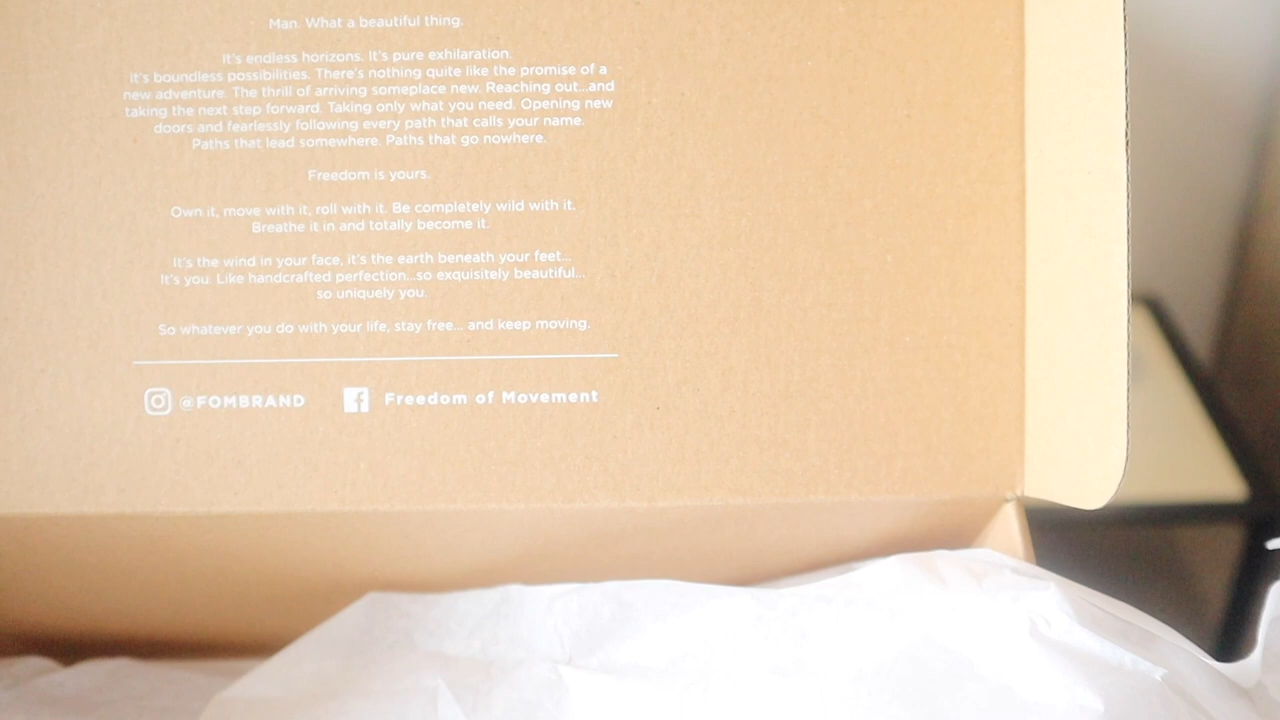 Man. What a beautiful thing.
It's endless horizons. It's pure exhilaration.
It's boundless possibilities. There's nothing quite like the promise of a
new adventure. The thrill of arriving someplace new. Reaching out...and
taking the next step forward. Taking only what you need. Opening new
doors and fearlessly following every path that calls your name.
Paths that lead somewhere. Paths that go nowhere.
Freedom is yours.
Own it, move with it, roll with it. Be completely wild with it.
Breathe it in and totally become it.
It's the wind in your face, it's the earth beneath your feet...
It's you. Like handcrafted perfection...so exquisitely beautiful...
so uniquely you.
So whatever you do with your life, stay free... and keep moving.
@FOMBRAND Freedom of Movement